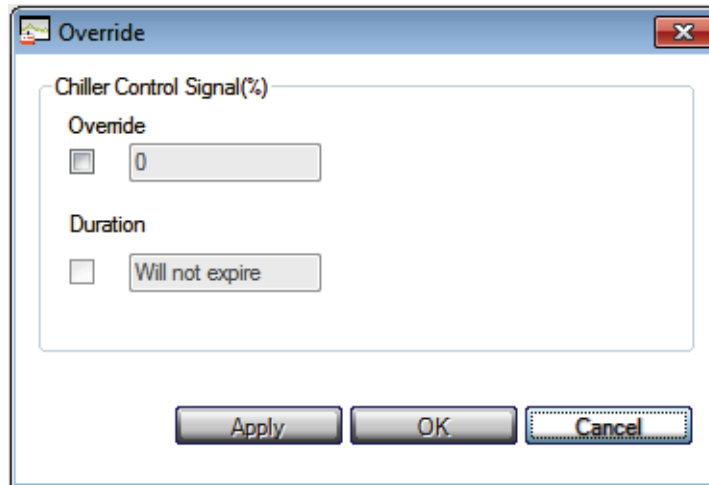 Override
Chiller Control Signal(%)
Override
0
Duration
Will not expire
Apply OK Cancel